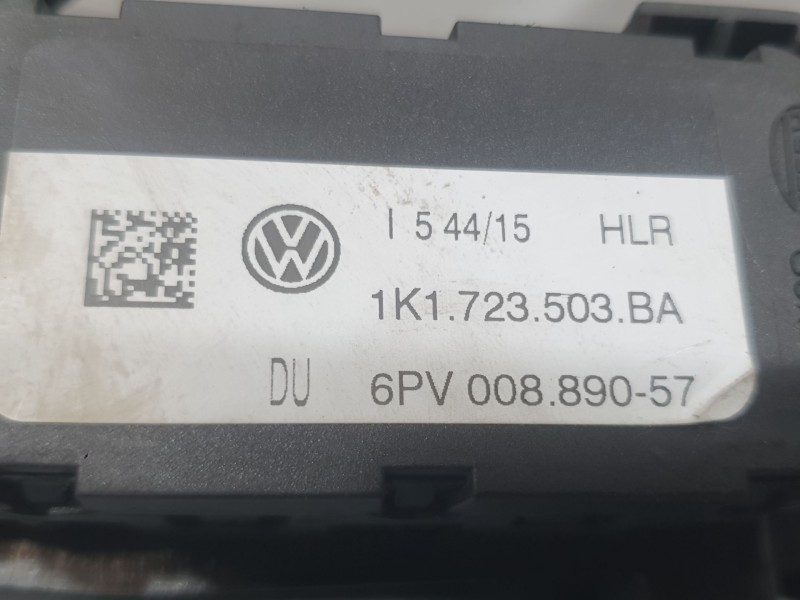 I 5 44/15 HLR
1K1.723.503.BA
DU 6PV 008.890-57